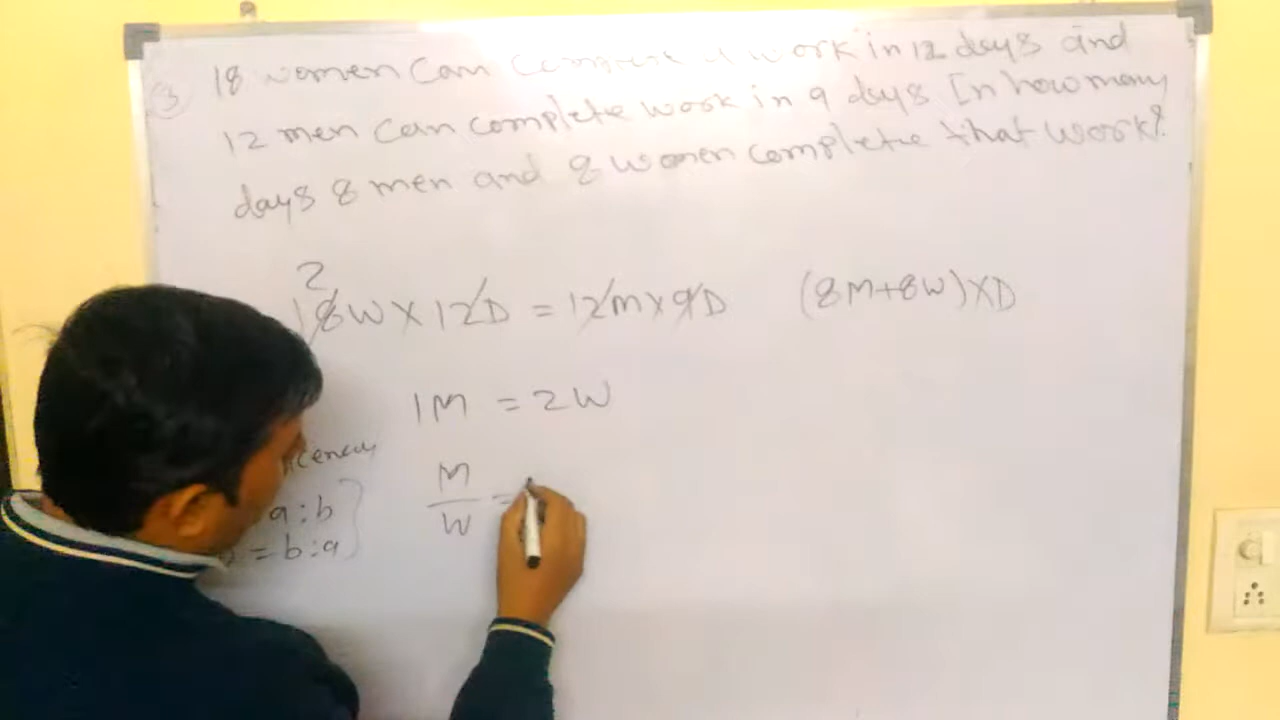 3 18 women can complete a work in 12 days and
12 men can complete work in 9 days In how many
days 8 men and 8 women complete that work?
2
18W X 12D = 12M X 9D (8M+8W) X D
1M = 2W
a : b
= b : a
M
W =